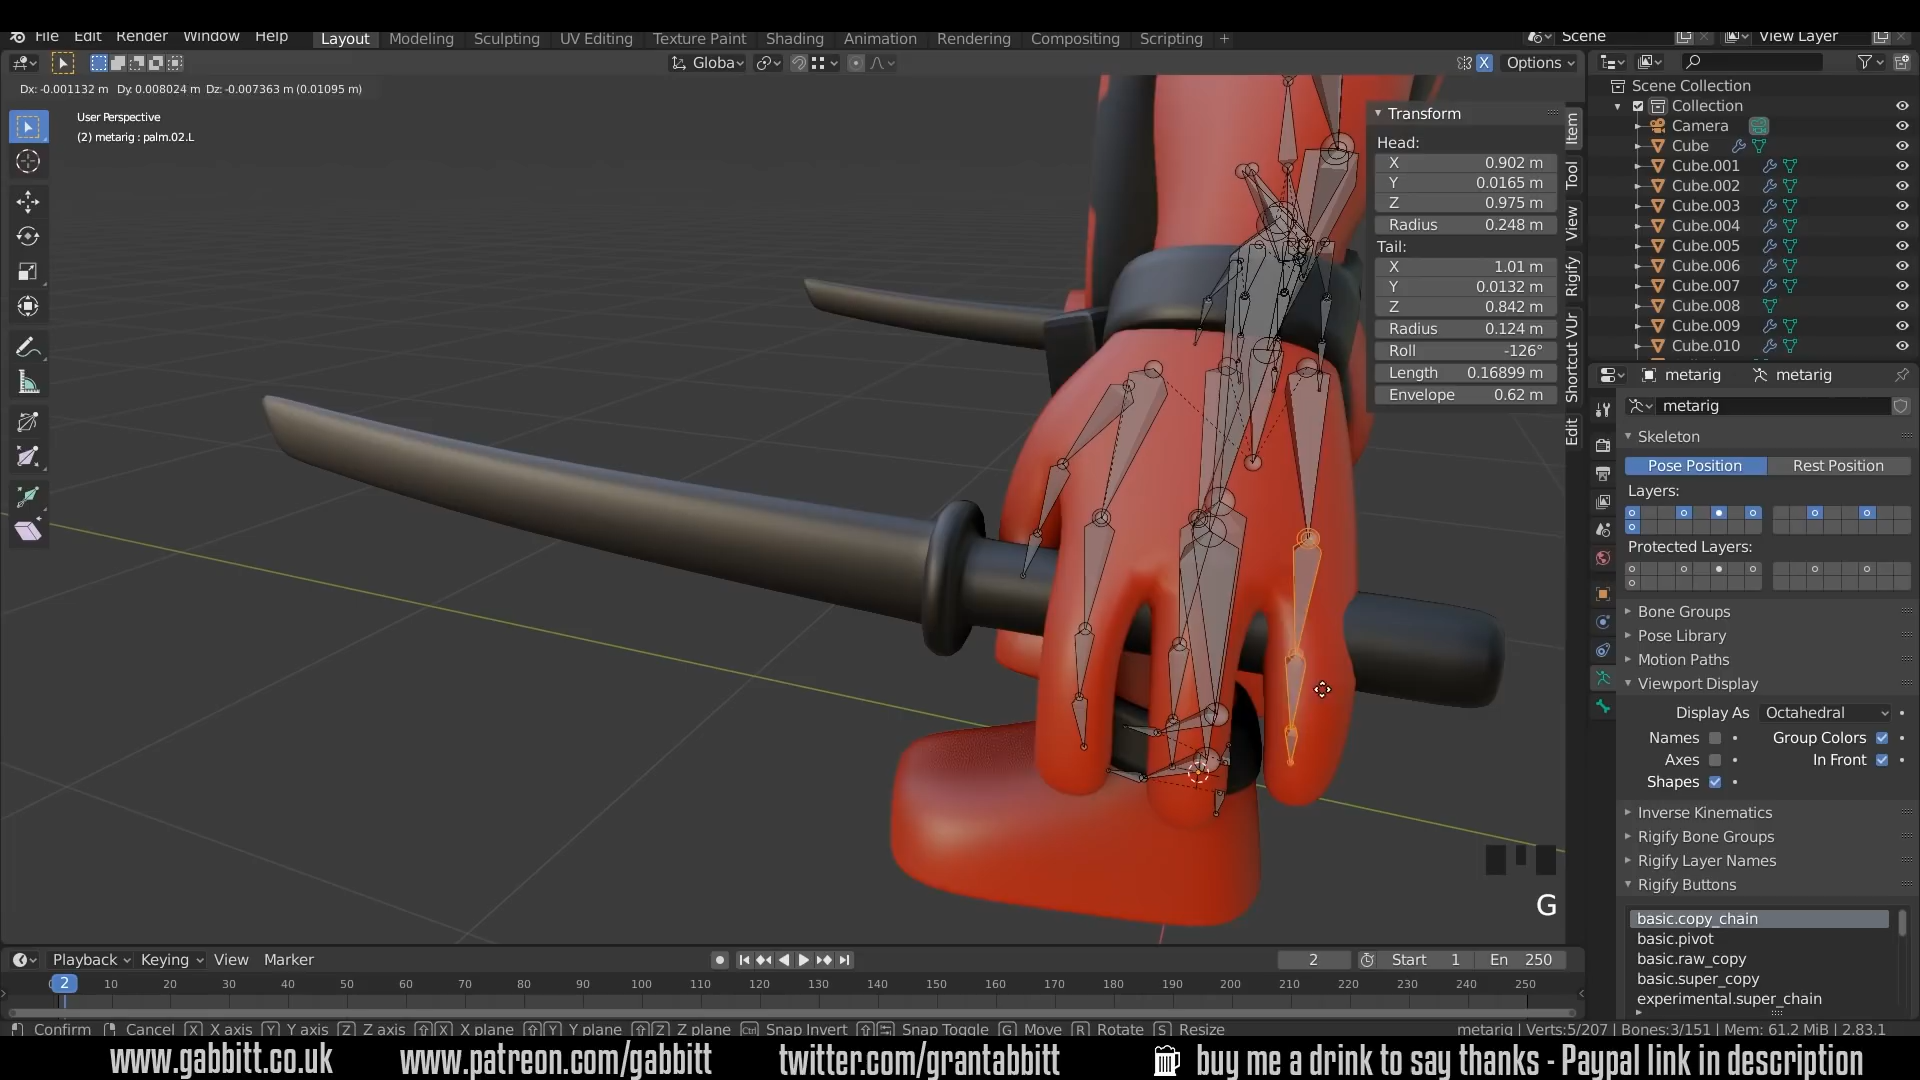 File Edit Render Window Help Layout Modeling Sculpting UV Editing Texture Paint Shading Animation Rendering Compositing Scripting + Scene View Layer
Globa X Options
Dx: -0.001132 m Dy: 0.008024 m Dz: -0.007363 m (0.01095 m)
User Perspective
(2) metarig : palm.02.L
Transform
Head:
X 0.902 m
Y 0.0165 m
Z 0.975 m
Radius 0.248 m
Tail:
X 1.01 m
Y 0.0132 m
Z 0.842 m
Radius 0.124 m
Roll -126°
Length 0.16899 m
Envelope 0.62 m
Item
Tool
View
Rigify
Shortcut VUr
Edit
Scene Collection
Collection
Camera
Cube
Cube.001
Cube.002
Cube.003
Cube.004
Cube.005
Cube.006
Cube.007
Cube.008
Cube.009
Cube.010
metarig metarig
metarig
Skeleton
Pose Position Rest Position
Layers:
Protected Layers:
Bone Groups
Pose Library
Motion Paths
Viewport Display
Display As Octahedral
Names Group Colors
Axes In Front
Shapes
Inverse Kinematics
Rigify Bone Groups
Rigify Layer Names
Rigify Buttons
basic.copy_chain
basic.pivot
basic.raw_copy
basic.super_copy
experimental.super_chain
G
Playback Keying View Marker 2 Start 1 En 250
2 10 20 30 40 50 60 70 80 90 100 110 120 130 140 150 160 170 180 190 200 210 220 230 240 250
Confirm Cancel X X axis Y Y axis Z Z axis X X plane Y Y plane Z Z plane Ctrl Snap Invert Snap Toggle G Move R Rotate S Resize metarig | Verts:5/207 | Bones:3/151 | Mem: 61.2 MiB | 2.83.1
www.gabbitt.co.uk www.patreon.com/gabbitt twitter.com/grantabbitt buy me a drink to say thanks - Paypal link in description